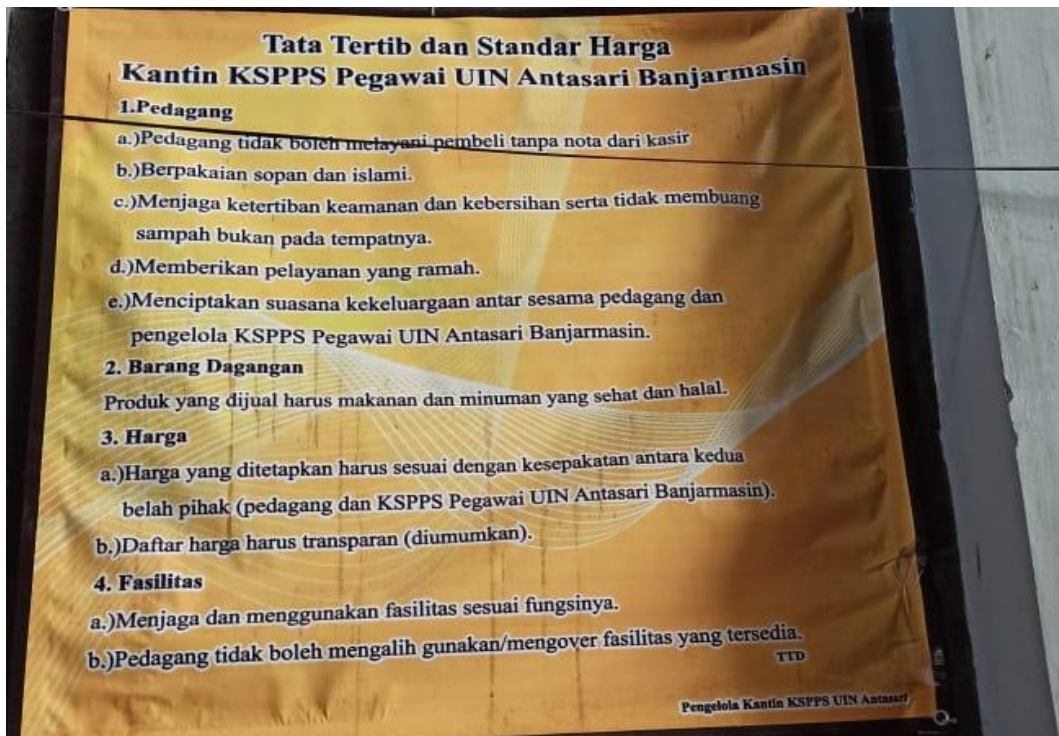 Tata Tertib dan Standar Harga
Kantin KSPPS Pegawai UIN Antasari Banjarmasin
1.Pedagang
a.)Pedagang tidak boleh melayani pembeli tanpa nota dari kasir
b.)Berpakaian sopan dan islami.
c.)Menjaga ketertiban keamanan dan kebersihan serta tidak membuang
sampah bukan pada tempatnya.
d.)Memberikan pelayanan yang ramah.
e.)Menciptakan suasana kekeluargaan antar sesama pedagang dan
pengelola KSPPS Pegawai UIN Antasari Banjarmasin.
2. Barang Dagangan
Produk yang dijual harus makanan dan minuman yang sehat dan halal.
3. Harga
a.)Harga yang ditetapkan harus sesuai dengan kesepakatan antara kedua
belah pihak (pedagang dan KSPPS Pegawai UIN Antasari Banjarmasin).
b.)Daftar harga harus transparan (diumumkan).
4. Fasilitas
a.)Menjaga dan menggunakan fasilitas sesuai fungsinya.
b.)Pedagang tidak boleh mengalih gunakan/mengover fasilitas yang tersedia.
TTD
Pengelola Kantin KSPPS UIN Antasari